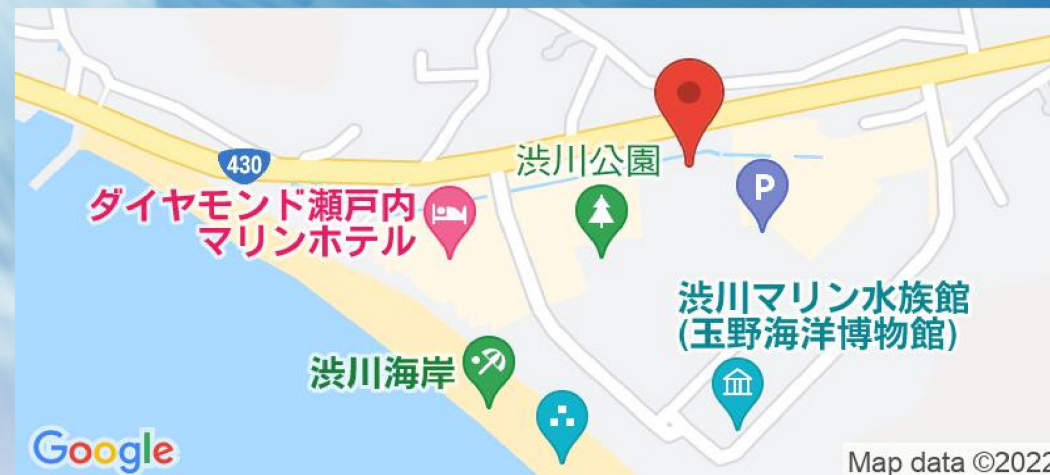 430
渋川公園
P
ダイヤモンド瀬戸内
マリンホテル
渋川マリン水族館
(玉野海洋博物館)
渋川海岸
Google
Map data ©2022